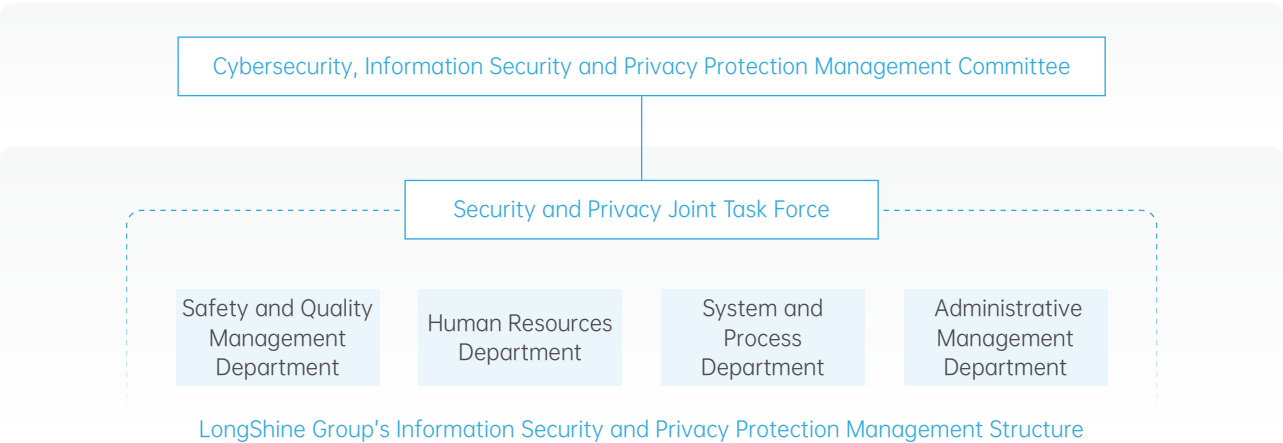 Cybersecurity, Information Security and Privacy Protection Management Committee
Security and Privacy Joint Task Force
Safety and Quality
Management
Department
Human Resources
Department
System and
Process
Department
Administrative
Management
Department
LongShine Group's Information Security and Privacy Protection Management Structure